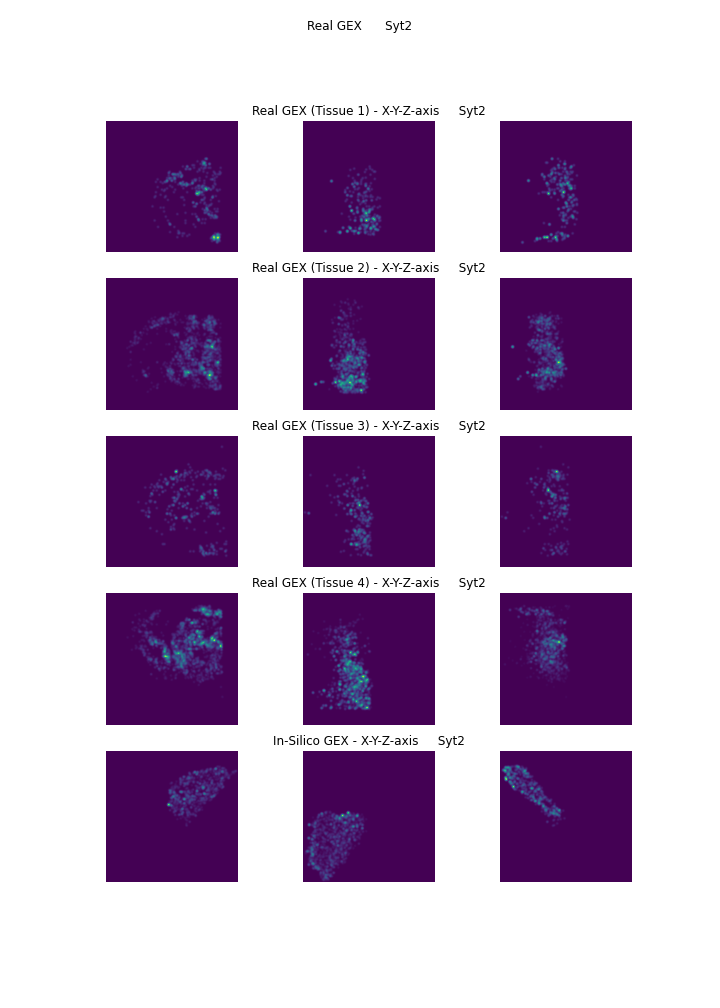 Real GEX Syt2
Real GEX (Tissue 1) - X-Y-Z-axis Syt2
Real GEX (Tissue 2) - X-Y-Z-axis Syt2
Real GEX (Tissue 3) - X-Y-Z-axis Syt2
Real GEX (Tissue 4) - X-Y-Z-axis Syt2
In-Silico GEX - X-Y-Z-axis Syt2